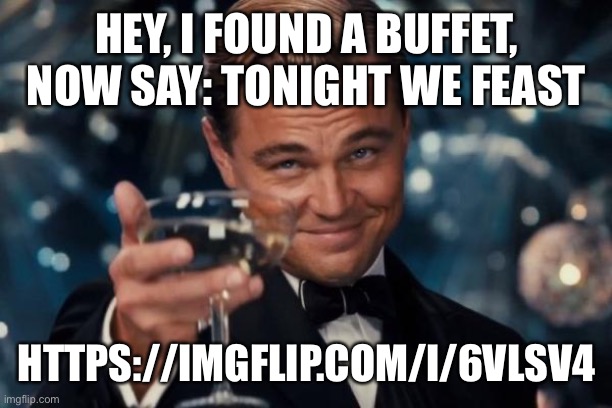 HEY, I FOUND A BUFFET,
NOW SAY: TONIGHT WE FEAST
HTTPS://IMGFLIP.COM/I/6VLSV4
imgflip.com